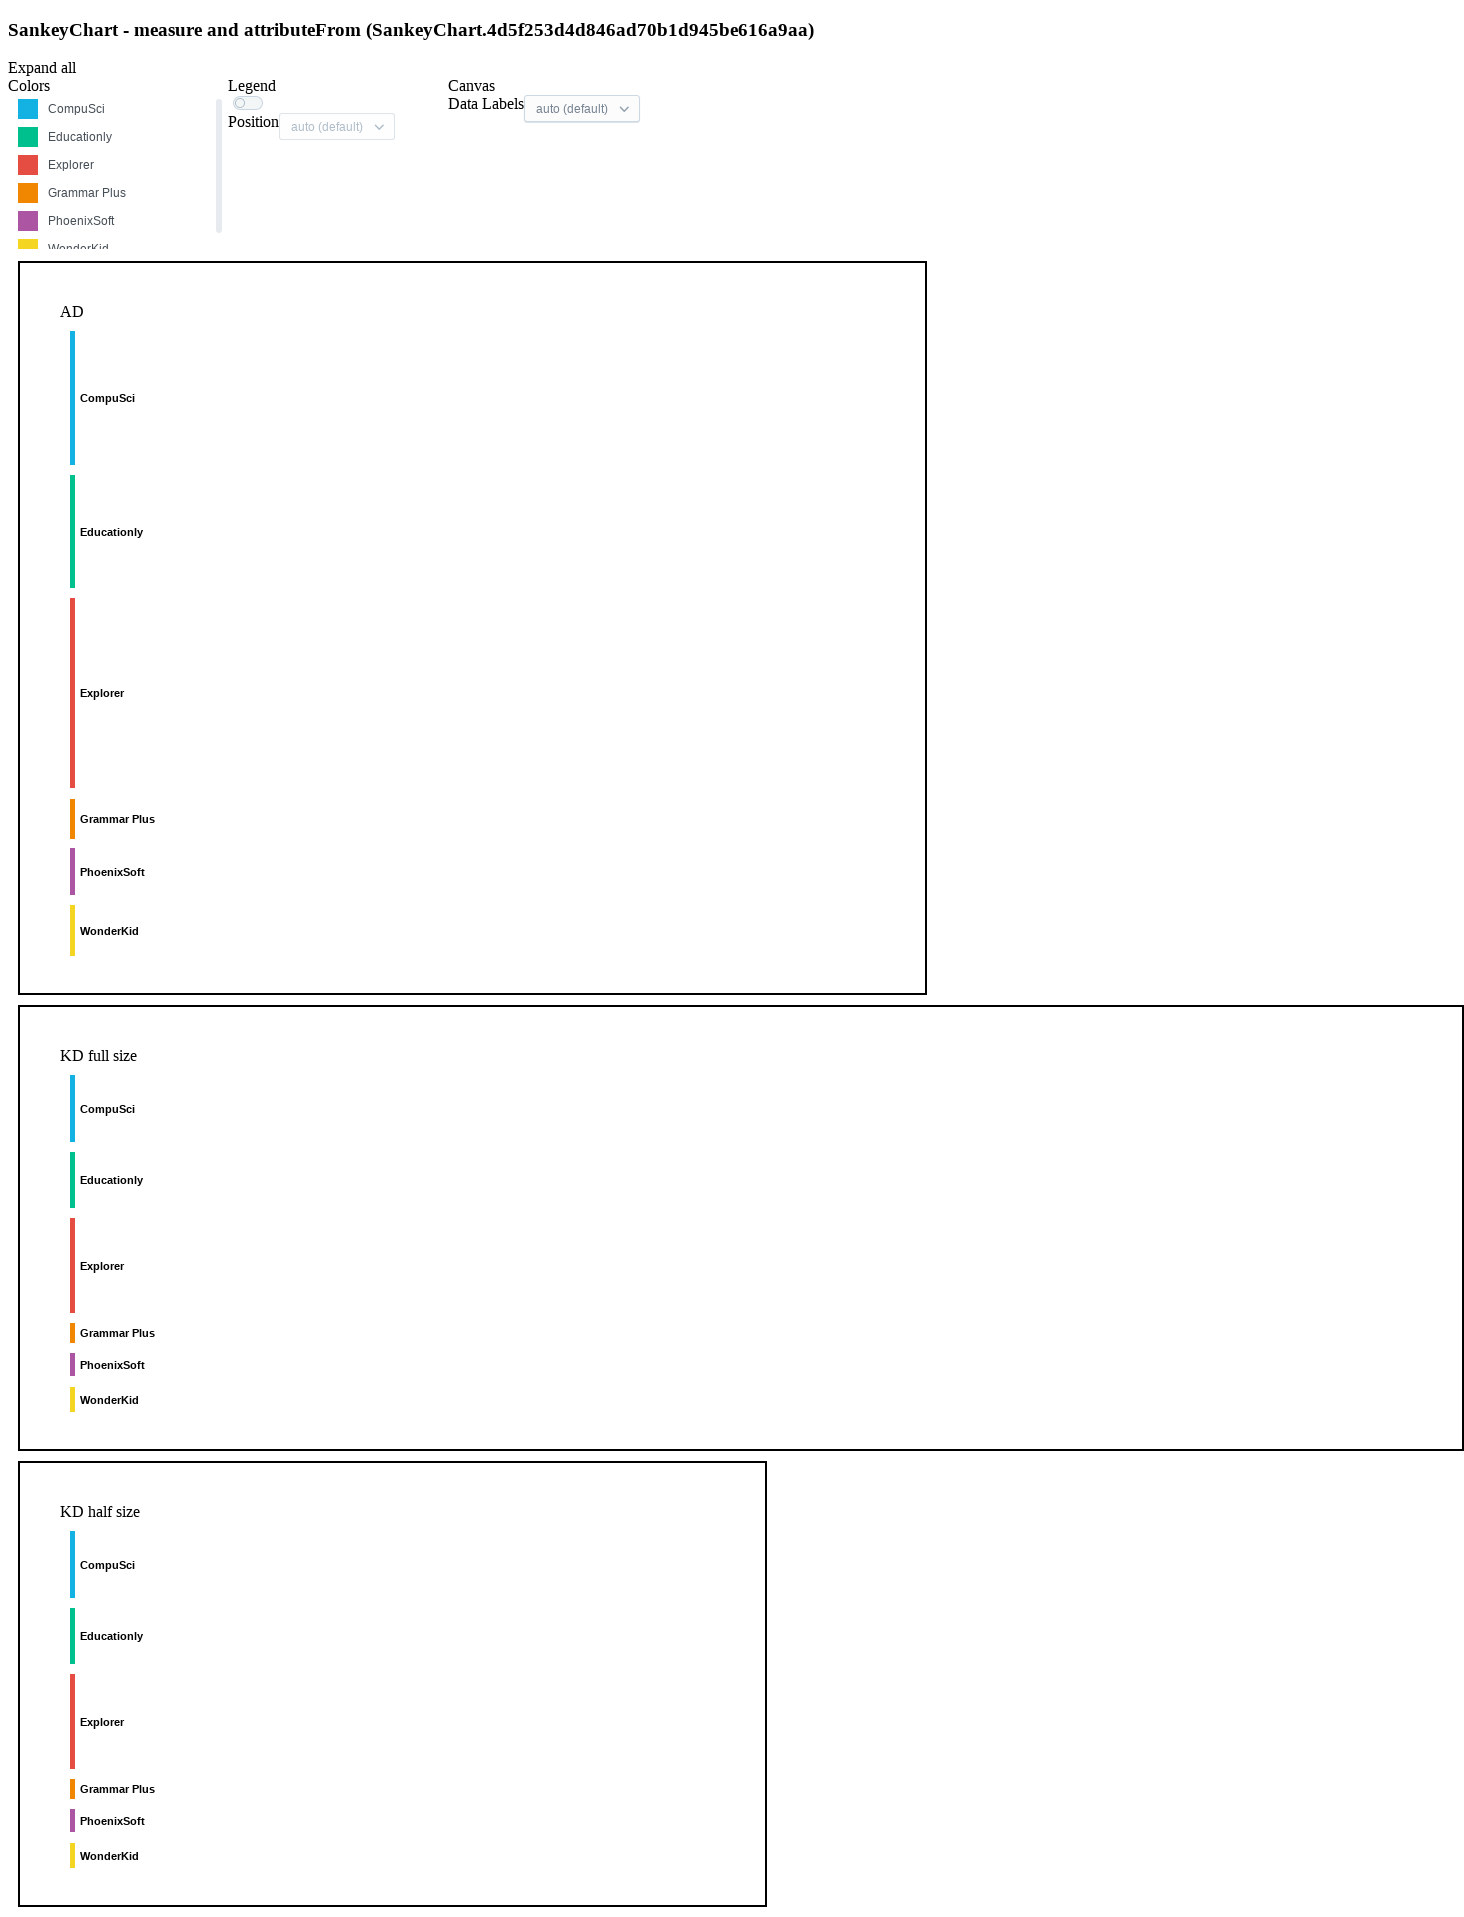 SankeyChart - measure and attributeFrom (SankeyChart.4d5f253d4d846ad70b1d945be616a9aa)
Expand all
Colors
CompuSci
Educationly
Explorer
Grammar Plus
PhoenixSoft
WonderKid
Legend
Position auto (default)
Canvas
Data Labels auto (default)
AD
CompuSci
Educationly
Explorer
Grammar Plus
PhoenixSoft
WonderKid
KD full size
CompuSci
Educationly
Explorer
Grammar Plus
PhoenixSoft
WonderKid
KD half size
CompuSci
Educationly
Explorer
Grammar Plus
PhoenixSoft
WonderKid